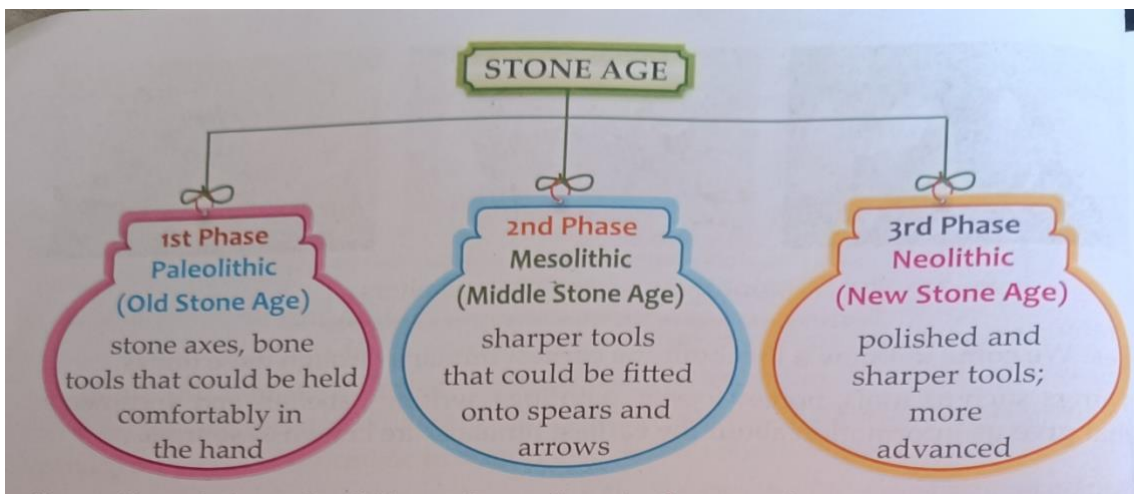 STONE AGE
1st Phase
Paleolithic
(Old Stone Age)
stone axes, bone
tools that could be held
comfortably in
the hand
2nd Phase
Mesolithic
(Middle Stone Age)
sharper tools
that could be fitted
onto spears and
arrows
3rd Phase
Neolithic
(New Stone Age)
polished and
sharper tools;
more
advanced